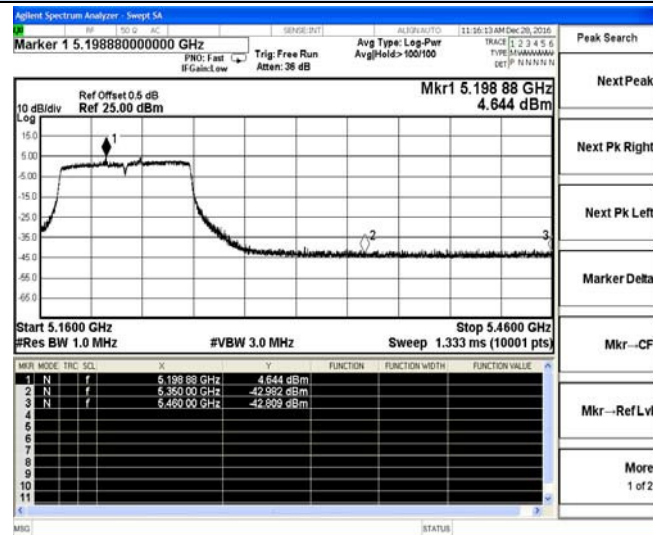 Agilent Spectrum Analyzer - Swept SA
RF 50 Ω AC SENSE:INT ALIGNAUTO 11:16:13 AM Dec 28, 2016
Marker 1 5.198880000000 GHz
PNO: Fast
IFGain:Low
Trig: Free Run
Atten: 36 dB
Avg Type: Log-Pwr
Avg|Hold>100/100
TRACE 1 2 3 4 5 6
TYPE MWWWWW
DET P N N N N N
Peak Search
Ref Offset 0.5 dB
10 dB/div Ref 25.00 dBm
Mkr1 5.198 88 GHz
4.644 dBm
Log
15.0
5.00
-5.00
-15.0
-25.0
-35.0
-45.0
-55.0
-65.0
1
2
3
Start 5.1600 GHz Stop 5.4600 GHz
#Res BW 1.0 MHz #VBW 3.0 MHz Sweep 1.333 ms (10001 pts)
MKR MODE TRC SCL X Y FUNCTION FUNCTION WIDTH FUNCTION VALUE
1 N f 5.198 88 GHz 4.644 dBm
2 N f 5.350 00 GHz -42.982 dBm
3 N f 5.460 00 GHz -42.809 dBm
4
5
6
7
8
9
10
11
MSG STATUS
Next Peak
Next Pk Right
Next Pk Left
Marker Delta
Mkr→CF
Mkr→Ref Lvl
More
1 of 2